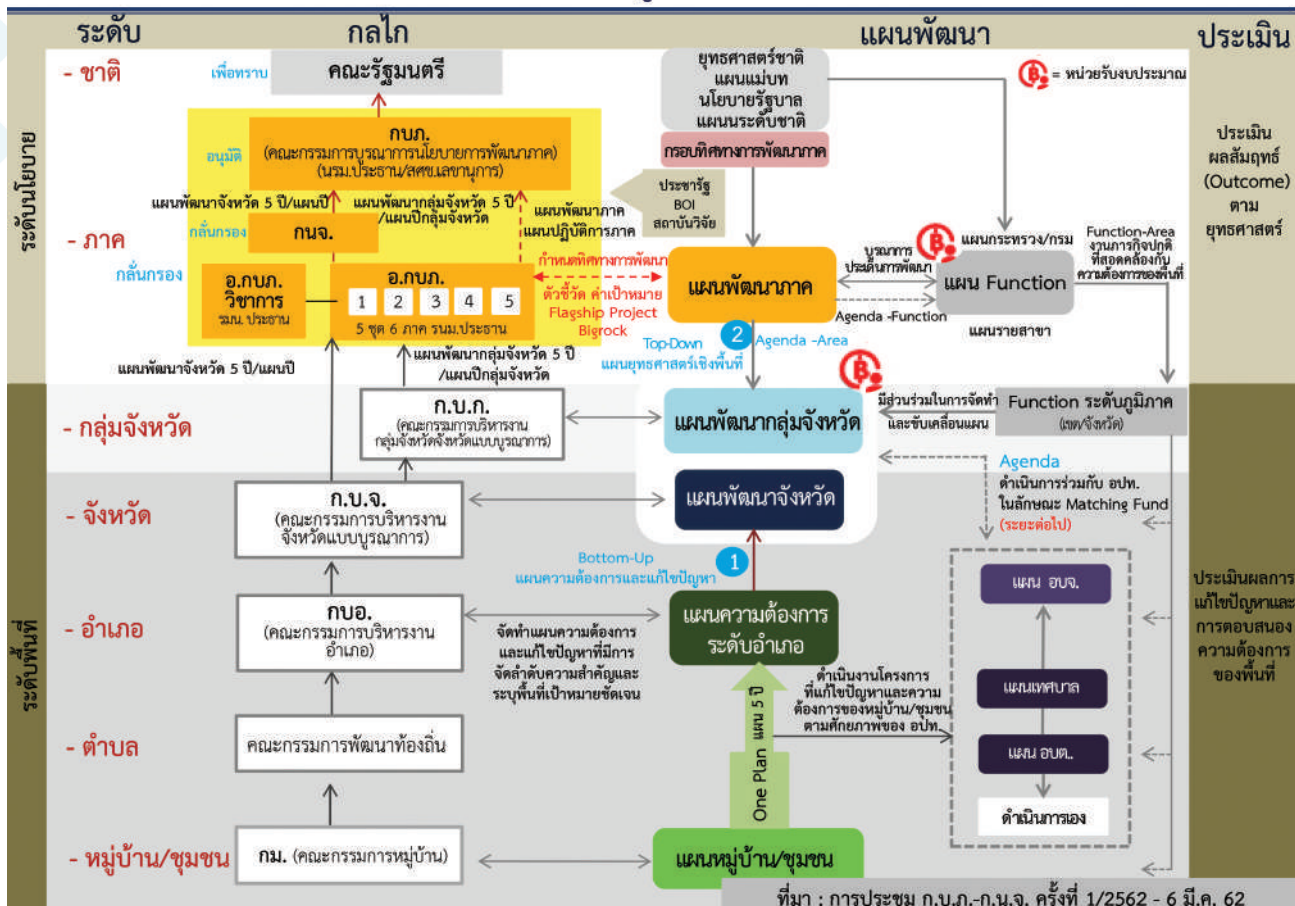 ระดับ
กลไก
แผนพัฒนา
ประเมิน
ระดับนโยบาย
- ชาติ
เพื่อทราบ
คณะรัฐมนตรี
ยุทธศาสตร์ชาติ
แผนแม่บท
นโยบายรัฐบาล
แผนระดับชาติ
= หน่วยรับงบประมาณ
กรอบทิศทางการพัฒนาภาค
อนุมัติ
กบภ.
(คณะกรรมการบูรณาการนโยบายการพัฒนาภาค)
(นรม.ประธาน/สศช.เลขานุการ)
ประชารัฐ
BOI
สถาบันวิจัย
ประเมิน
ผลสัมฤทธิ์
(Outcome)
ตาม
ยุทธศาสตร์
แผนพัฒนาจังหวัด 5 ปี/แผนปี
แผนพัฒนากลุ่มจังหวัด 5 ปี
/แผนปีกลุ่มจังหวัด
แผนพัฒนาภาค
แผนปฏิบัติการภาค
- ภาค
กลั่นกรอง
กนจ.
กลั่นกรอง
อ.กบภ.
วิชาการ
รมน. ประธาน
อ.กบภ.
1 2 3 4 5
5 ชุด 6 ภาค รนม.ประธาน
กำหนดทิศทางการพัฒนา
ตัวชี้วัด ค่าเป้าหมาย
Flagship Project
Bigrock
แผนพัฒนาภาค
บูรณาการ
ประเด็นการพัฒนา
Agenda -Function
แผนกระทรวง/กรม
แผน Function
แผนรายสาขา
Function-Area
งานภารกิจปกติ
ที่สอดคล้องกับ
ความต้องการของพื้นที่
2
Top-Down
แผนยุทธศาสตร์เชิงพื้นที่
Agenda -Area
แผนพัฒนาจังหวัด 5 ปี/แผนปี
แผนพัฒนากลุ่มจังหวัด 5 ปี
/แผนปีกลุ่มจังหวัด
ระดับพื้นที่
- กลุ่มจังหวัด
ก.บ.ก.
(คณะกรรมการบริหารงาน
กลุ่มจังหวัดจังหวัดแบบบูรณาการ)
แผนพัฒนากลุ่มจังหวัด
มีส่วนร่วมในการจัดทำ
และขับเคลื่อนแผน
Function ระดับภูมิภาค
(เขต/จังหวัด)
- จังหวัด
ก.บ.จ.
(คณะกรรมการบริหารงาน
จังหวัดแบบบูรณาการ)
แผนพัฒนาจังหวัด
Agenda
ดำเนินการร่วมกับ อปท.
ในลักษณะ Matching Fund
(ระยะต่อไป)
Bottom-Up
แผนความต้องการและแก้ไขปัญหา
1
- อำเภอ
กบอ.
(คณะกรรมการบริหารงาน
อำเภอ)
จัดทำแผนความต้องการ
และแก้ไขปัญหาที่มีการ
จัดลำดับความสำคัญและ
ระบุพื้นที่เป้าหมายชัดเจน
แผนความต้องการ
ระดับอำเภอ
ดำเนินงานโครงการ
ที่แก้ไขปัญหาและความ
ต้องการของหมู่บ้าน/ชุมชน
ตามศักยภาพของ อปท.
One Plan แผน 5 ปี
แผน อบจ.
แผนเทศบาล
แผน อบต..
ดำเนินการเอง
ประเมินผลการ
แก้ไขปัญหาและ
การตอบสนอง
ความต้องการ
ของพื้นที่
- ตำบล
คณะกรรมการพัฒนาท้องถิ่น
- หมู่บ้าน/ชุมชน
กม. (คณะกรรมการหมู่บ้าน)
แผนหมู่บ้าน/ชุมชน
ที่มา : การประชุม ก.บ.ภ.-ก.น.จ. ครั้งที่ 1/2562 - 6 มี.ค. 62